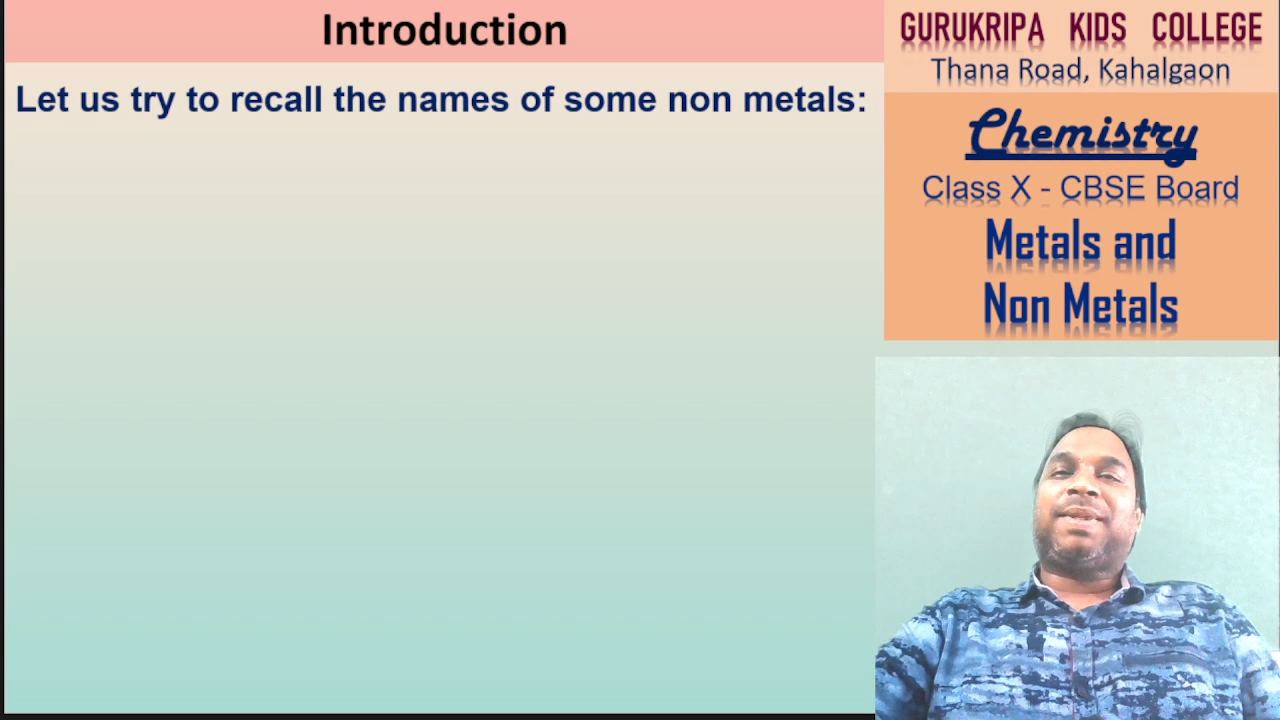 Introduction
Let us try to recall the names of some non metals:
GURUKRIPA KIDS COLLEGE
Thana Road, Kahalgaon
Chemistry
Class X - CBSE Board
Metals and
Non Metals